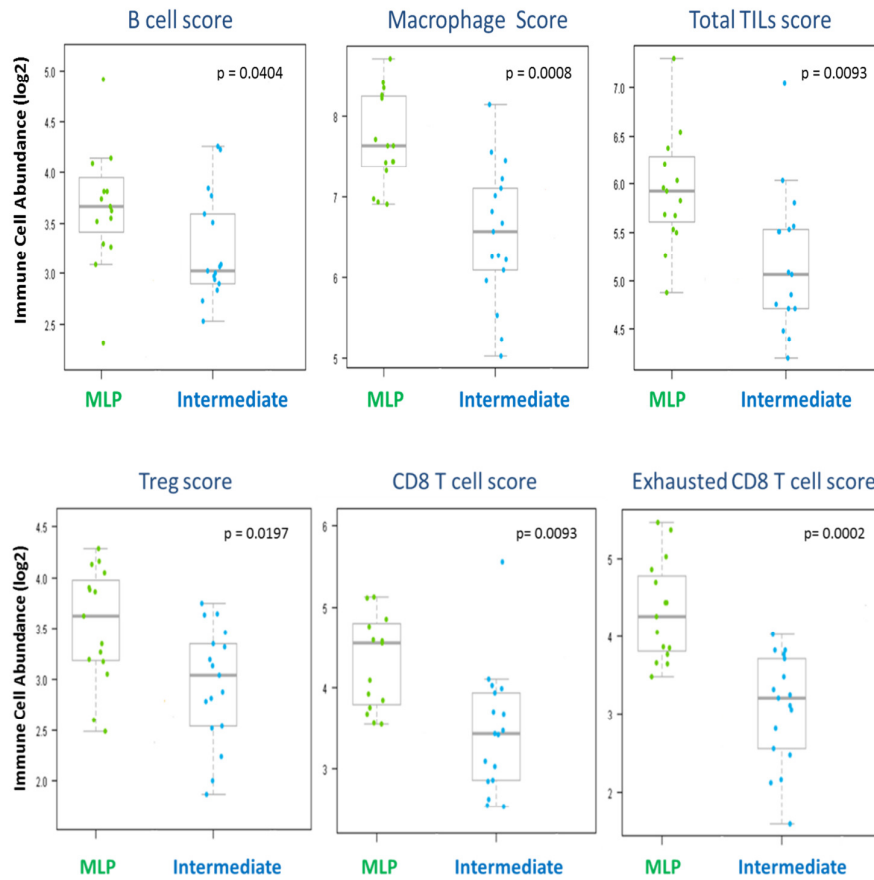 B cell score
Macrophage Score
Total TILs score
Immune Cell Abundance (log2)
p = 0.0404
p = 0.0008
p = 0.0093
5.0
4.5
4.0
3.5
3.0
2.5
8
7
6
5
7.0
6.5
6.0
5.5
5.0
4.5
MLP
Intermediate
MLP
Intermediate
MLP
Intermediate
Treg score
CD8 T cell score
Exhausted CD8 T cell score
Immune Cell Abundance (log2)
p = 0.0197
p = 0.0093
p= 0.0002
4.5
4.0
3.5
3.0
2.5
2.0
6
5
4
3
5
4
3
2
MLP
Intermediate
MLP
Intermediate
MLP
Intermediate